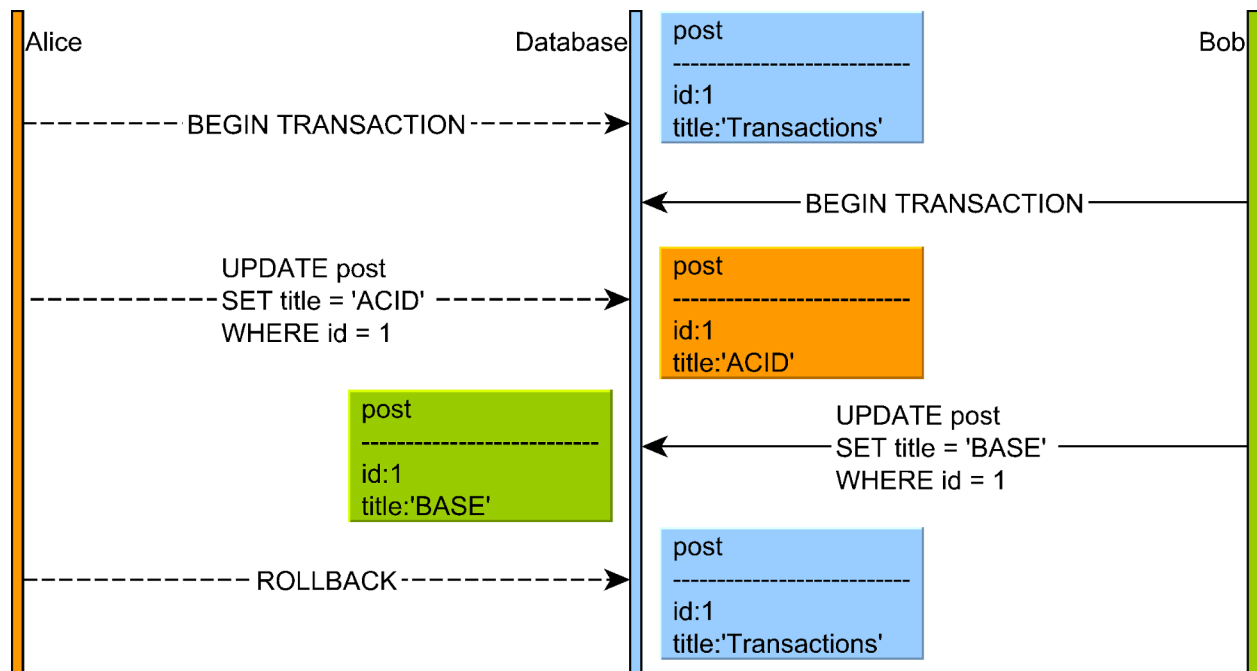 Alice
Database
Bob
post
---------------------------
id:1
title:'Transactions'
BEGIN TRANSACTION
BEGIN TRANSACTION
UPDATE post
SET title = 'ACID'
WHERE id = 1
post
---------------------------
id:1
title:'ACID'
post
---------------------------
id:1
title:'BASE'
UPDATE post
SET title = 'BASE'
WHERE id = 1
ROLLBACK
post
---------------------------
id:1
title:'Transactions'